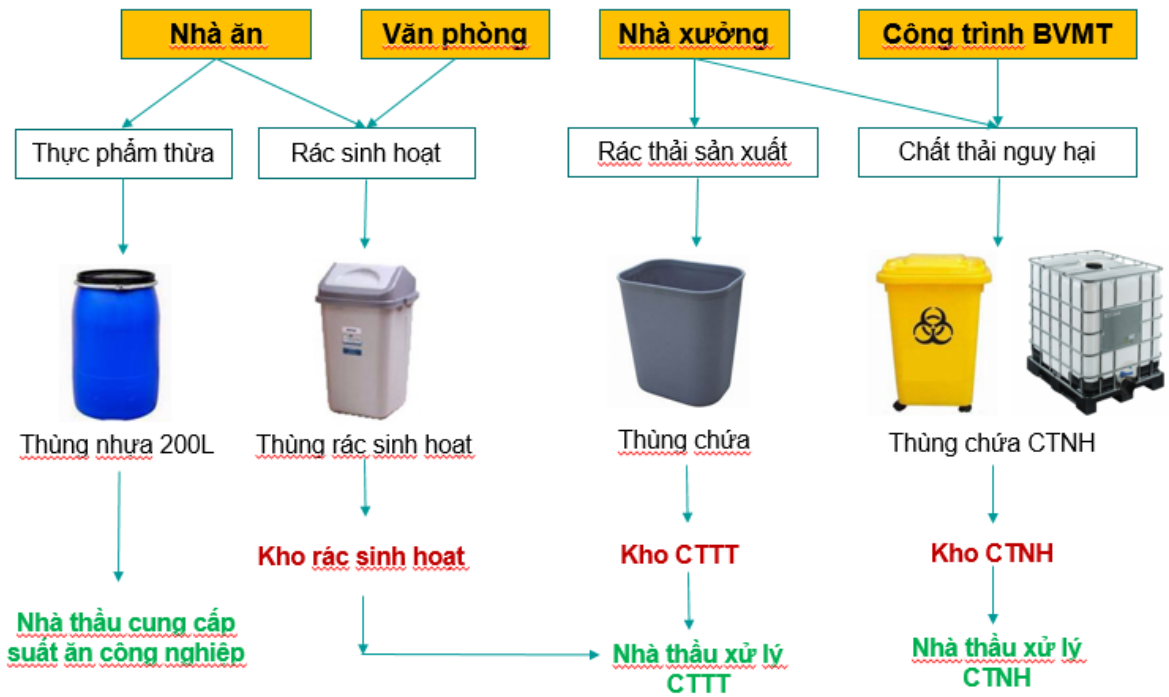 Nhà ăn
Văn phòng
Nhà xưởng
Công trình BVMT
Thực phẩm thừa
Rác sinh hoạt
Rác thải sản xuất
Chất thải nguy hại
Thùng nhựa 200L
Thùng rác sinh hoạt
Thùng chứa
Thùng chứa CTNH
Kho rác sinh hoạt
Kho CTTT
Kho CTNH
Nhà thầu cung cấp
suất ăn công nghiệp
Nhà thầu xử lý
CTTT
Nhà thầu xử lý
CTNH